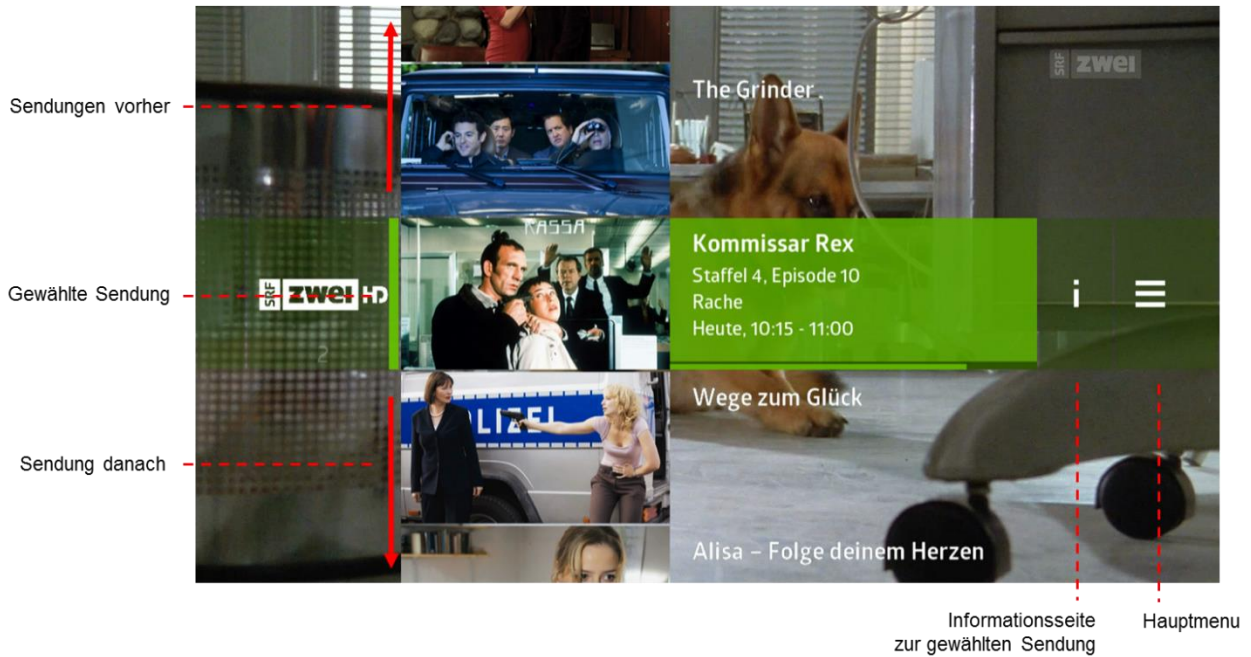 SRF zwei
Sendungen vorher
The Grinder
KASSA
Kommissar Rex
Staffel 4, Episode 10
Gewählte Sendung
SRF zwei HD
Rache
i
Heute, 10:15 - 11:00
2
Wege zum Glück
LIZEI
Sendung danach
Alisa – Folge deinem Herzen
Informationsseite
zur gewählten Sendung
Hauptmenu